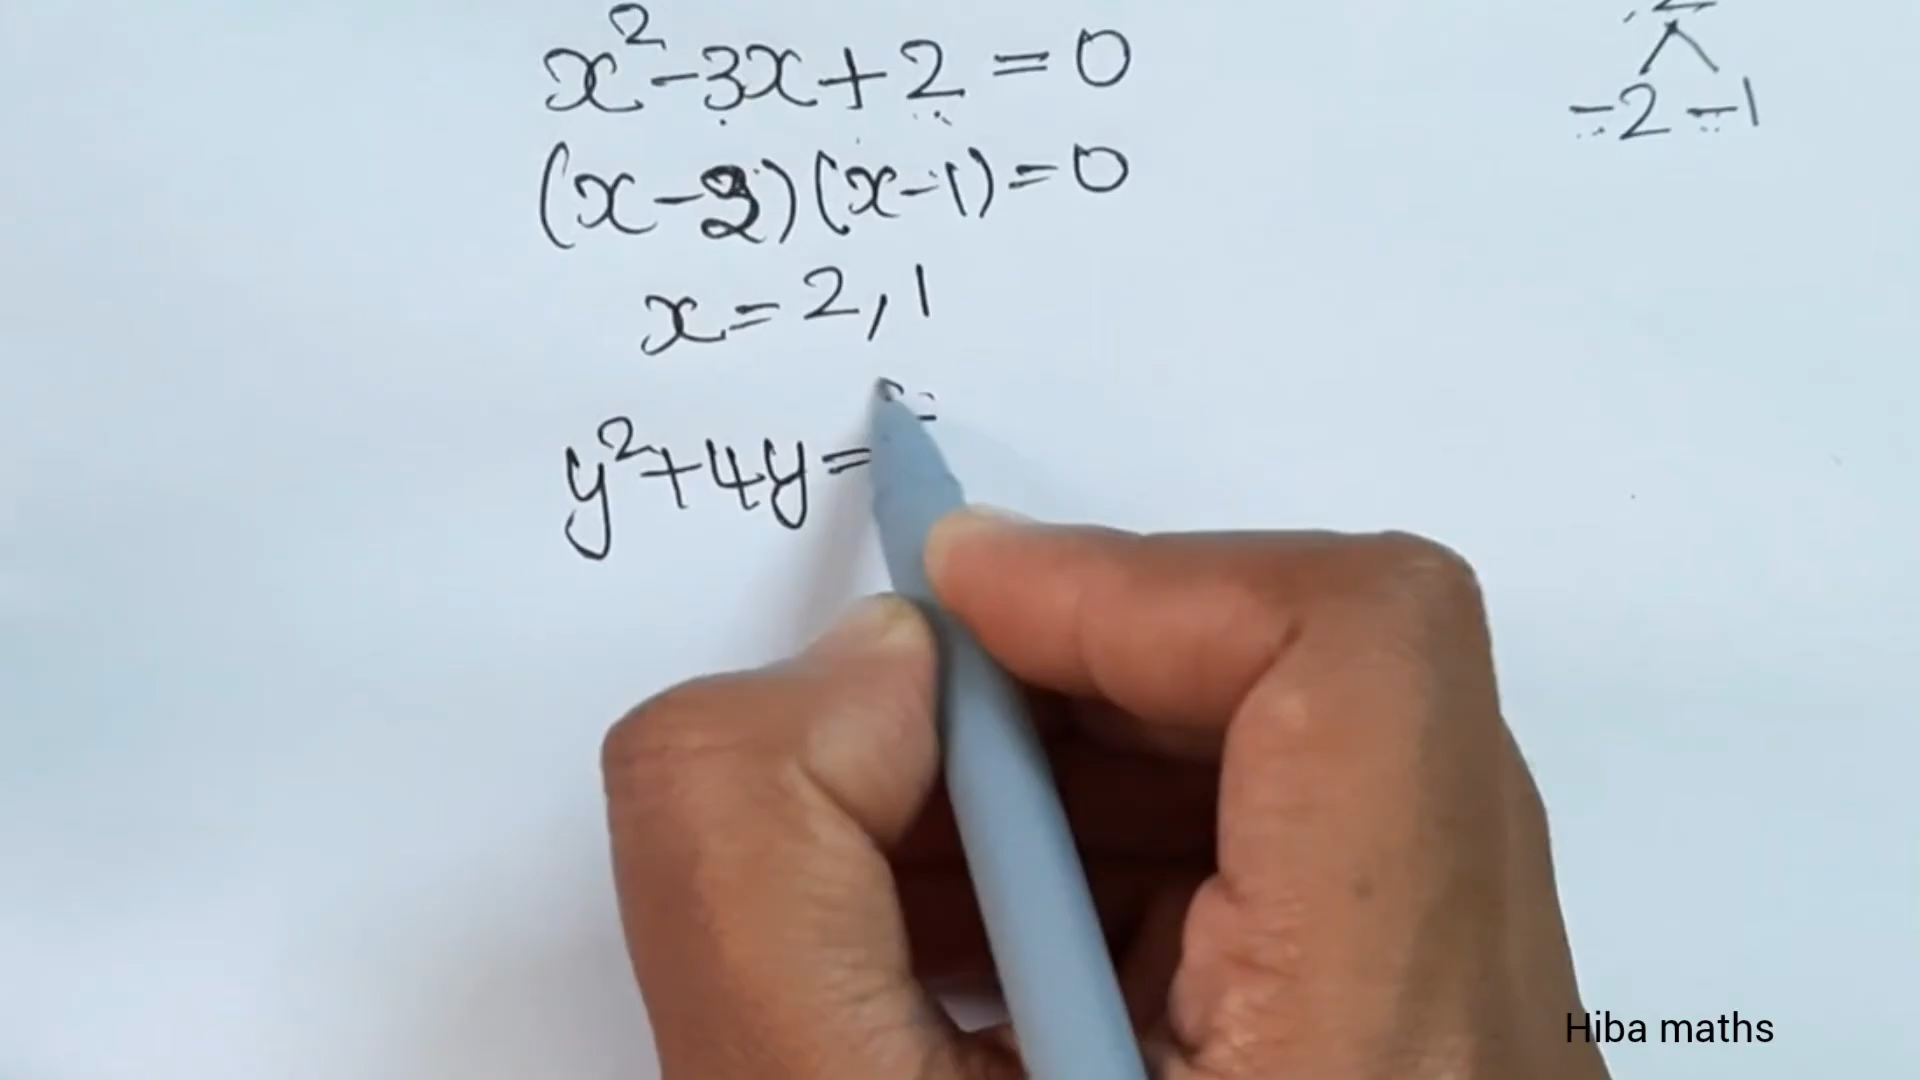 x²-3x+2=0
(x-2)(x-1)=0
x=2,1
y²+4y=
-2 -1
Hiba maths